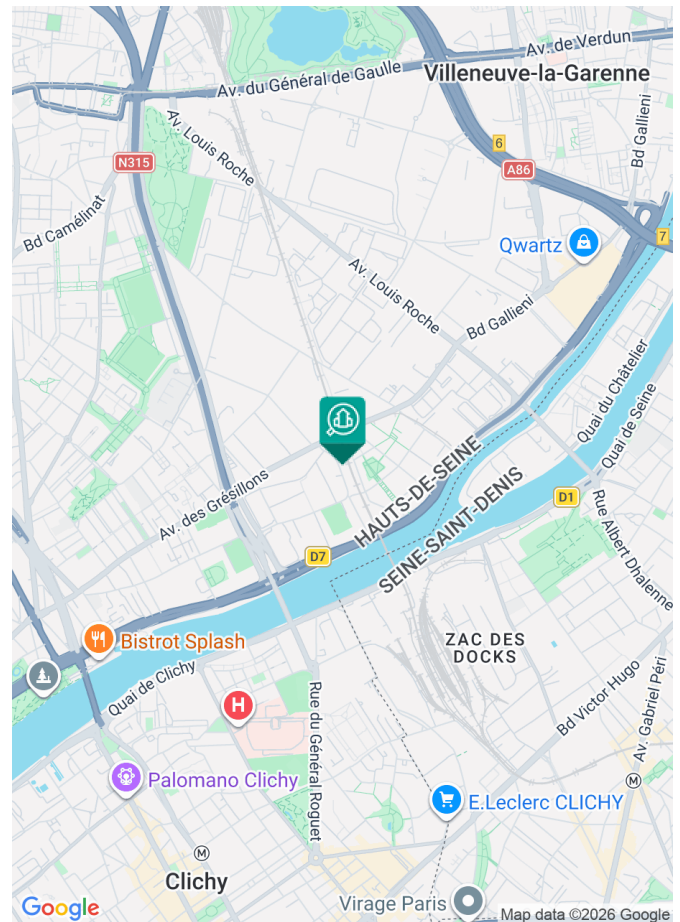 Av. de Verdun
Villeneuve-la-Garenne
Av. du Général de Gaulle
Bd Gallieni
Av. Louis Roche
6
N315
A86
Bd Camélinat
7
Qwartz
Av. Louis Roche
Bd Gallieni
Quai du Châtelier
Quai de Seine
HAUTS-DE-SEINE
Av. des Grésillons
SEINE-SAINT-DENIS
D1
Rue Albert Dhalenne
D7
Bistrot Splash
ZAC DES
DOCKS
Quai de Clichy
H
Rue du Général Roguet
Bd Victor Hugo
Av. Gabriel Péri
Palomano Clichy
M
E.Leclerc CLICHY
M
Clichy
Virage Paris
Google
Map data ©2026 Google